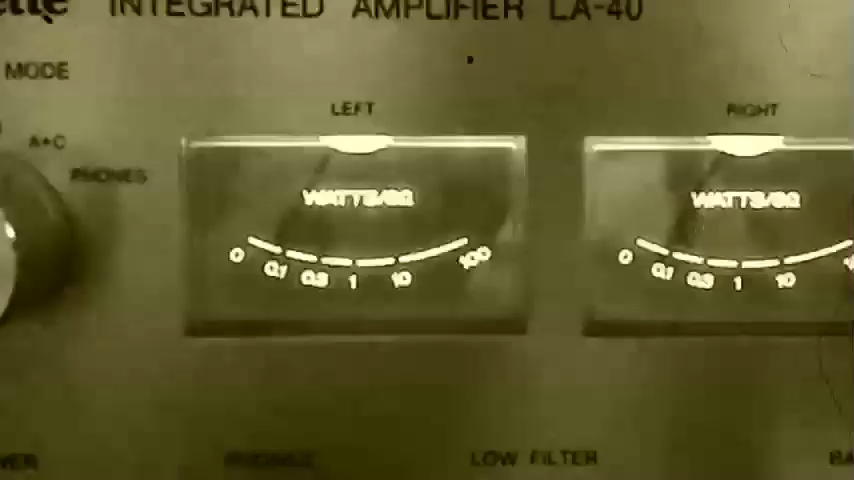 INTEGRATED AMPLIFIER LA-40
MODE
A+C
PHONES
LEFT
WATTS/8Ω
0 0.1 0.3 1 10 100
RIGHT
WATTS/8Ω
0 0.1 0.3 1 10
LOW FILTER